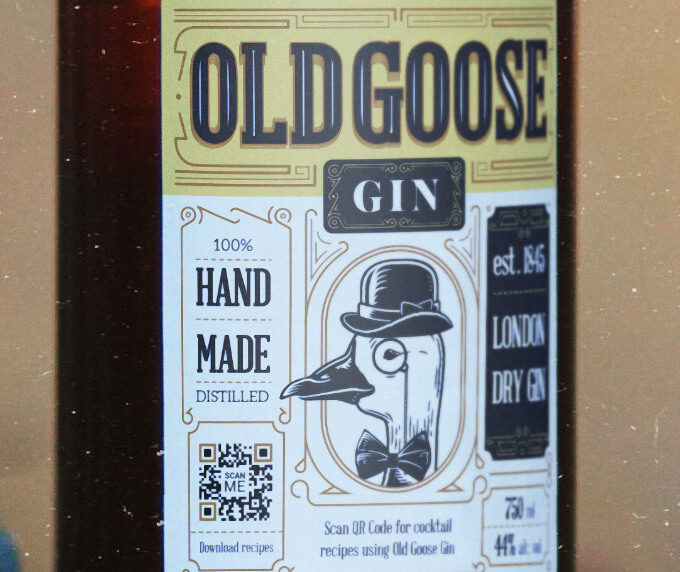 OLD GOOSE
GIN
100%
HAND
MADE
DISTILLED
SCAN
ME
Download recipes
Scan QR Code for cocktail
recipes using Old Goose Gin
est. 1845
LONDON
DRY GIN
750 ml
44% alc. vol.